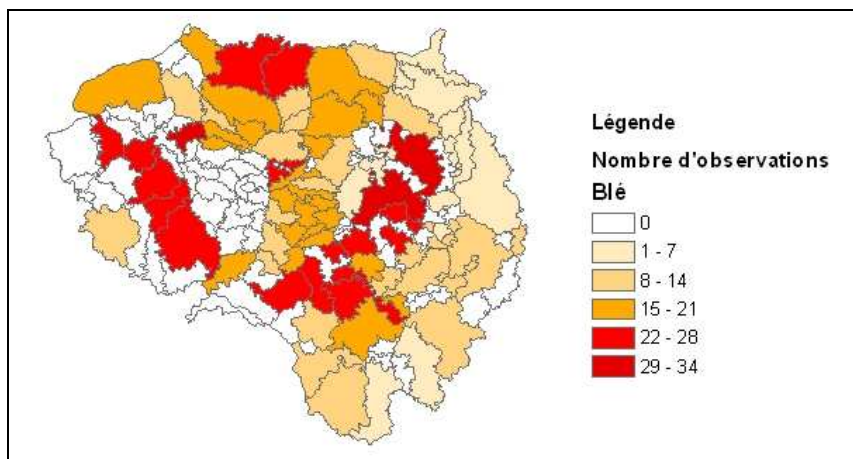 Légende
Nombre d'observations
Blé
0
1 - 7
8 - 14
15 - 21
22 - 28
29 - 34